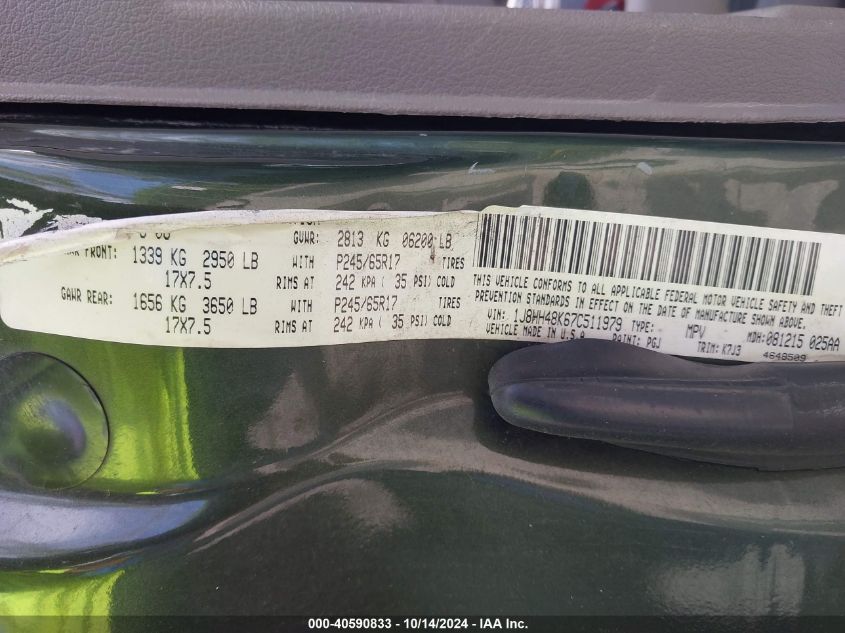 GVWR: 2813 KG 06200 LB
FRONT: 1339 KG 2950 LB WITH P245/65R17 TIRES
17X7.5 RIMS AT 242 KPA ( 35 PSI) COLD
GAWR REAR: 1656 KG 3650 LB WITH P245/65R17 TIRES
17X7.5 RIMS AT 242 KPA ( 35 PSI) COLD
THIS VEHICLE CONFORMS TO ALL APPLICABLE FEDERAL MOTOR VEHICLE SAFETY AND THEFT
PREVENTION STANDARDS IN EFFECT ON THE DATE OF MANUFACTURE SHOWN ABOVE.
VIN: 1J8HH48K67C511979 TYPE: MPV MDH:081215 025AA
VEHICLE MADE IN U.S.A PAINT: PGJ TRIM: K7J3 4648509
000-40590833 - 10/14/2024 - IAA Inc.